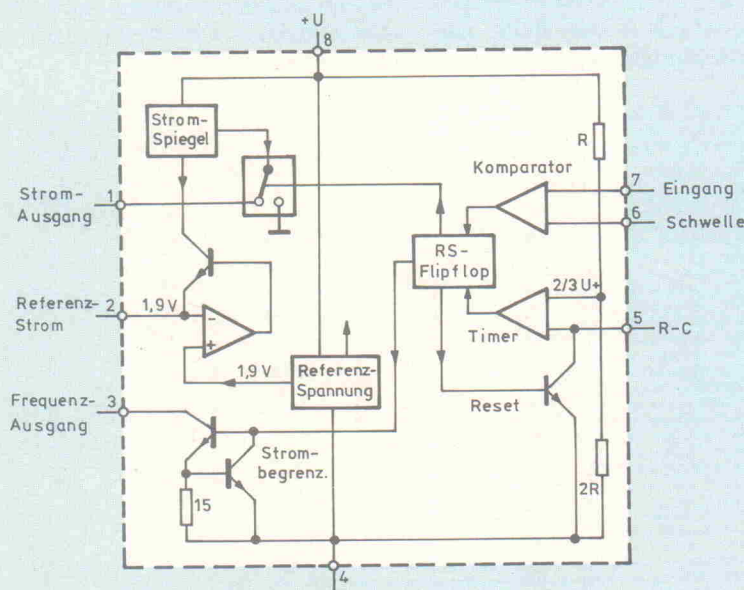 +U
8
Strom-
Spiegel
R
Komparator
7 Eingang
Strom-
Ausgang
1
6 Schwelle
RS-
Flipflop
2/3 U+
Referenz-
Strom
2
1,9 V
-
+
Timer
5 R-C
1,9 V
Referenz-
Spannung
Reset
Frequenz-
Ausgang
3
Strom-
begrenz.
15
2R
4